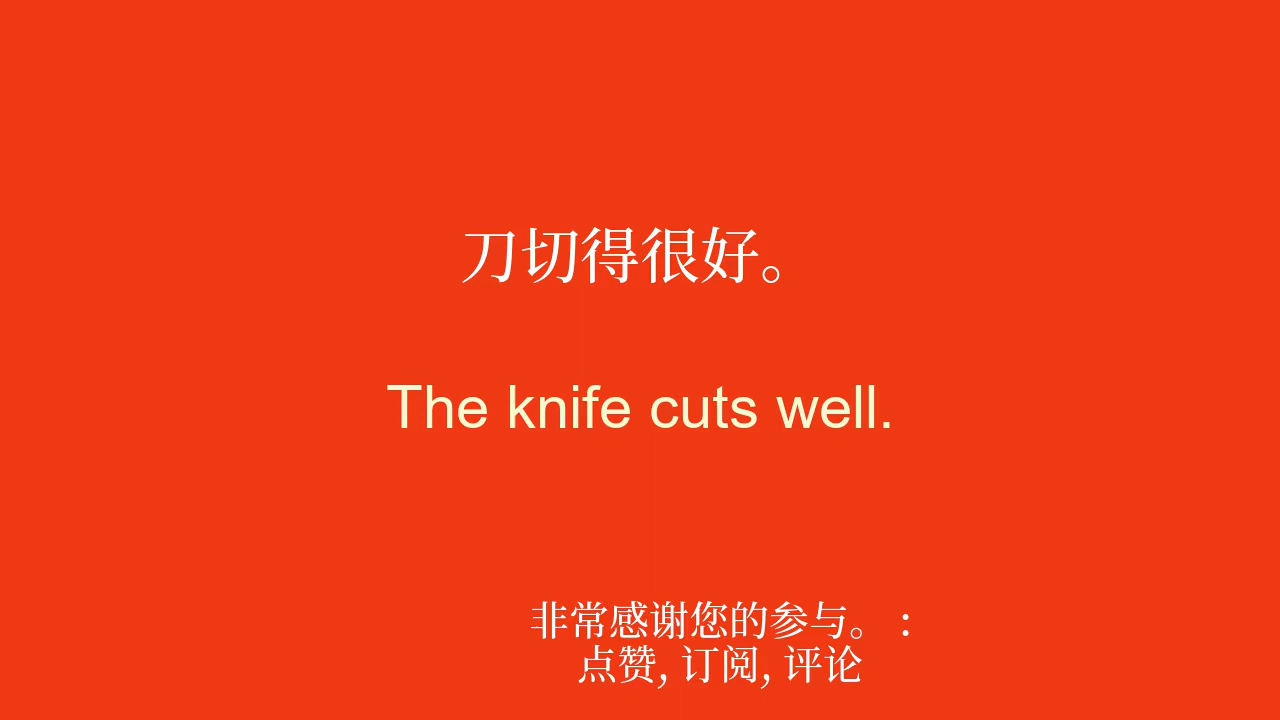 刀切得很好。
The knife cuts well.
非常感谢您的参与。 :
点赞, 订阅, 评论